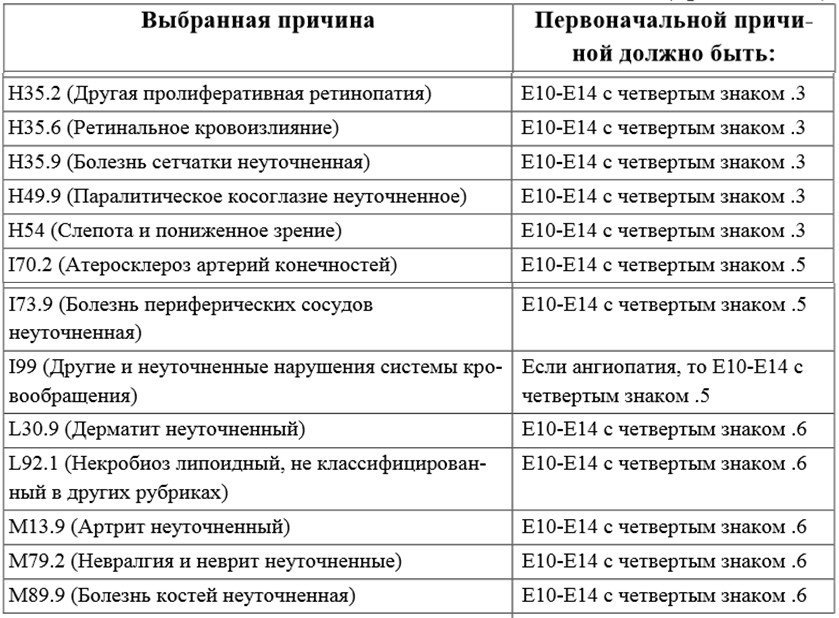 Выбранная причина
Первоначальной причи-
ной должно быть:
H35.2 (Другая пролиферативная ретинопатия)
E10-E14 с четвертым знаком .3
H35.6 (Ретинальное кровоизлияние)
E10-E14 с четвертым знаком .3
H35.9 (Болезнь сетчатки неуточненная)
E10-E14 с четвертым знаком .3
H49.9 (Паралитическое косоглазие неуточненное)
E10-E14 с четвертым знаком .3
H54 (Слепота и пониженное зрение)
E10-E14 с четвертым знаком .3
I70.2 (Атеросклероз артерий конечностей)
E10-E14 с четвертым знаком .5
I73.9 (Болезнь периферических сосудов
неуточненная)
E10-E14 с четвертым знаком .5
I99 (Другие и неуточненные нарушения системы кро-
вообращения)
Если ангиопатия, то E10-E14 с
четвертым знаком .5
L30.9 (Дерматит неуточненный)
E10-E14 с четвертым знаком .6
L92.1 (Некробиоз липоидный, не классифицирован-
ный в других рубриках)
E10-E14 с четвертым знаком .6
M13.9 (Артрит неуточненный)
E10-E14 с четвертым знаком .6
M79.2 (Невралгия и неврит неуточненные)
E10-E14 с четвертым знаком .6
M89.9 (Болезнь костей неуточненная)
E10-E14 с четвертым знаком .6